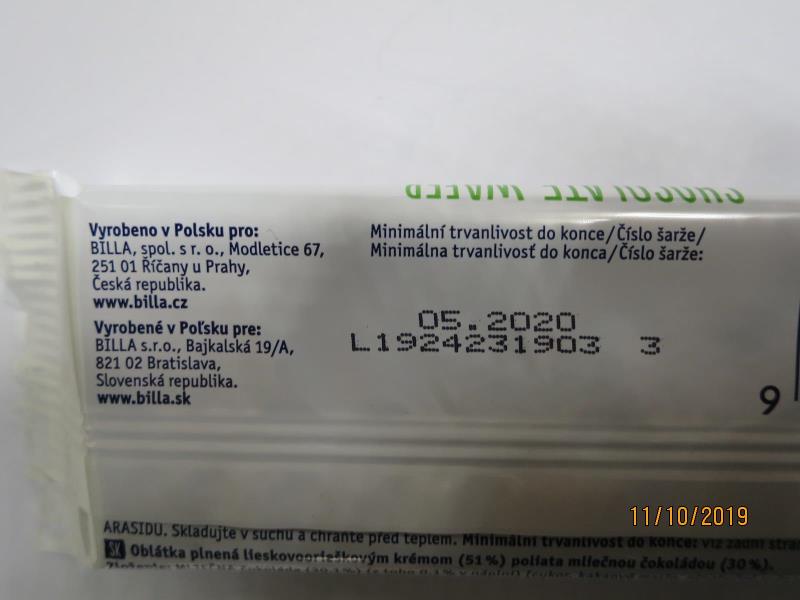 CHOCOLATE WAFER
Vyrobeno v Polsku pro:
BILLA, spol. s r. o., Modletice 67,
251 01 Říčany u Prahy,
Česká republika.
www.billa.cz
Vyrobené v Poľsku pre:
BILLA s.r.o., Bajkalská 19/A,
821 02 Bratislava,
Slovenská republika.
www.billa.sk
Minimální trvanlivost do konce/Číslo šarže/
Minimálna trvanlivosť do konca/Číslo šarže:
05.2020
L1924231903 3
9
ARASIDU. Skladujte v suchu a chraňte před teplem. Minimální trvanlivost do konce: viz zadní
SK Oblátka plnená lieskovoorieškovým krémom (51%) poliata mliečnou čokoládou (30%).
11/10/2019